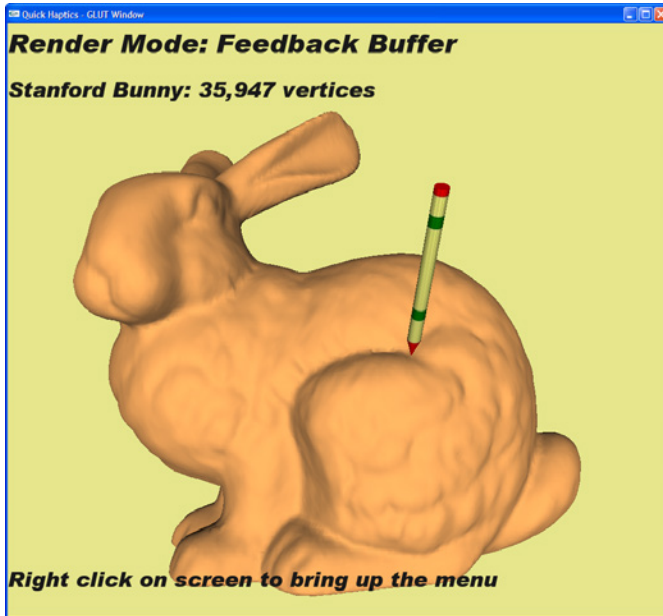 Quick Haptics - GLUT Window
Render Mode: Feedback Buffer
Stanford Bunny: 35,947 vertices
Right click on screen to bring up the menu